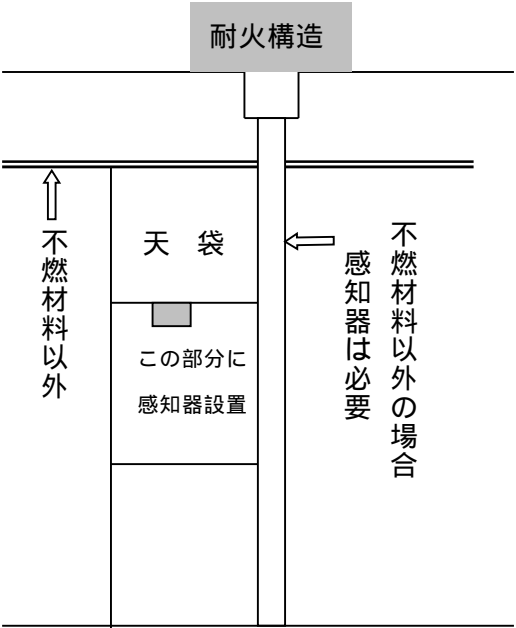 耐火構造
天　袋
この部分に
感知器設置
不燃材料以外
不燃材料以外の場合
感知器は必要